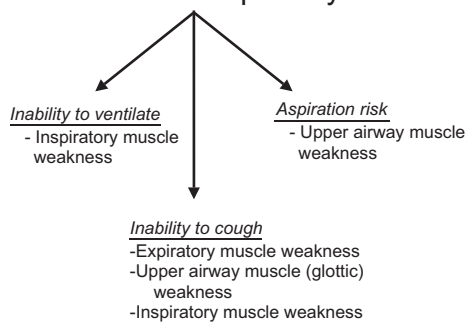 Inability to ventilate
- Inspiratory muscle
weakness
Aspiration risk
- Upper airway muscle
weakness
Inability to cough
-Expiratory muscle weakness
-Upper airway muscle (glottic)
weakness
-Inspiratory muscle weakness